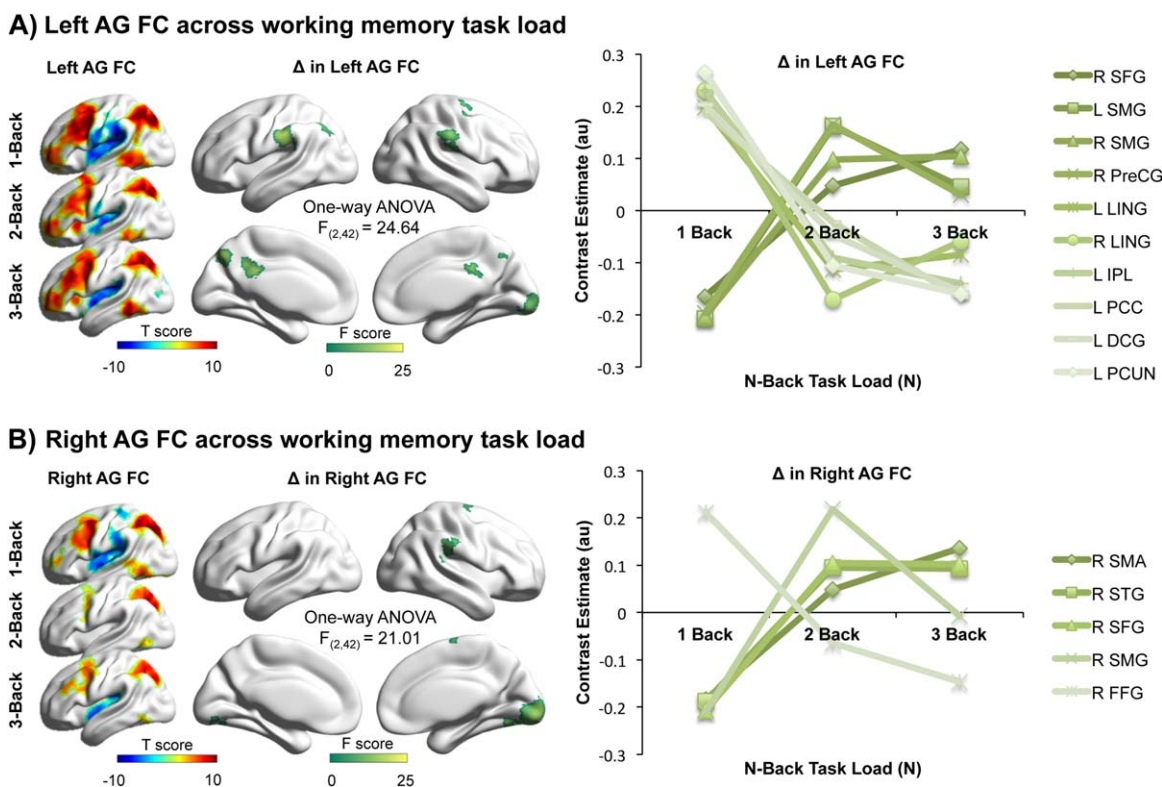 A) Left AG FC across working memory task load
Left AG FC
Δ in Left AG FC
1-Back
2-Back
3-Back
One-way ANOVA
F(2,42) = 24.64
T score
-10 10
F score
0 25
Δ in Left AG FC
Contrast Estimate (au)
0.3
0.2
0.1
0
-0.1
-0.2
-0.3
1 Back 2 Back 3 Back
N-Back Task Load (N)
R SFG
L SMG
R SMG
R PreCG
L LING
R LING
L IPL
L PCC
L DCG
L PCUN
B) Right AG FC across working memory task load
Right AG FC
Δ in Right AG FC
1-Back
2-Back
3-Back
One-way ANOVA
F(2,42) = 21.01
T score
-10 10
F score
0 25
Δ in Right AG FC
Contrast Estimate (au)
0.3
0.2
0.1
0
-0.1
-0.2
-0.3
1 Back 2 Back 3 Back
N-Back Task Load (N)
R SMA
R STG
R SFG
R SMG
R FFG